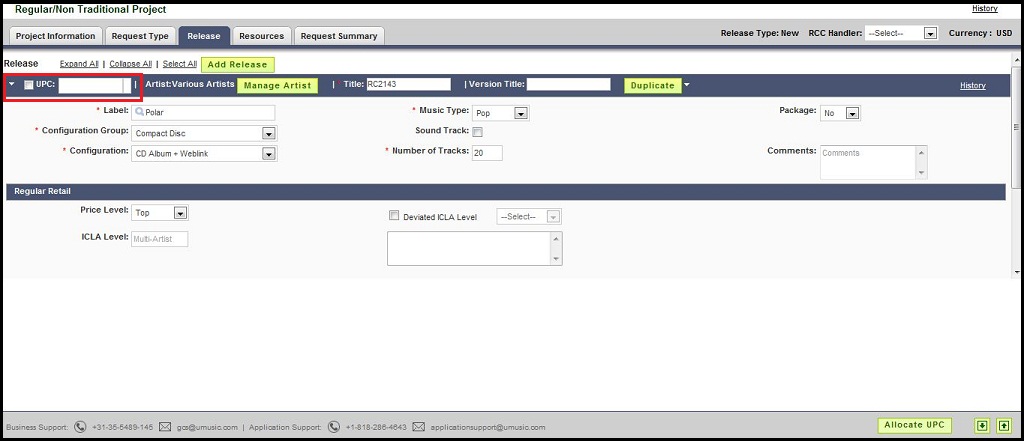 Regular/Non Traditional Project History
Project Information Request Type Release Resources Request Summary Release Type: New RCC Handler: --Select-- Currency : USD
Release Expand All | Collapse All | Select All Add Release
UPC: | Artist:Various Artists Manage Artist | * Title: RC2143 | Version Title: Duplicate History
* Label: Polar * Music Type: Pop Package: No
* Configuration Group: Compact Disc Sound Track:
* Configuration: CD Album + Weblink * Number of Tracks: 20 Comments: Comments
Regular Retail
Price Level: Top Deviated ICLA Level --Select--
ICLA Level: Multi-Artist
Business Support: +31-35-5489-145 gcs@umusic.com | Application Support: +1-818-286-4643 applicationsupport@umusic.com Allocate UPC